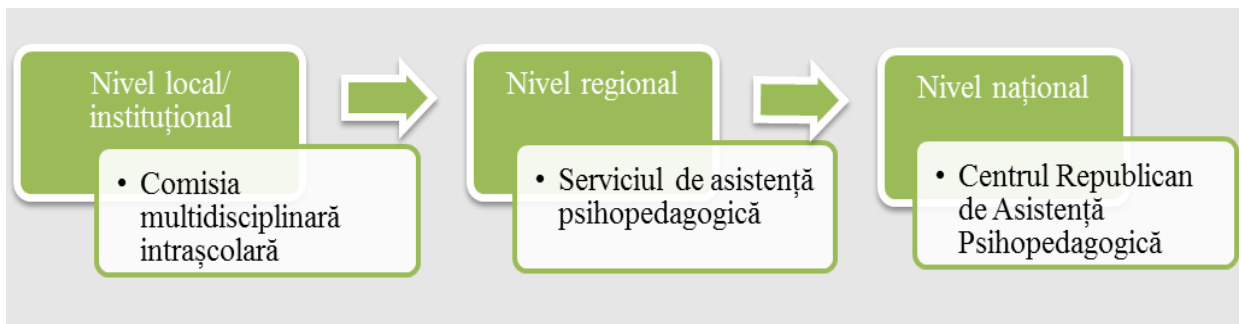 Nivel local/
instituțional
• Comisia
multidisciplinară
intrașcolară
Nivel regional
• Serviciul de asistență
psihopedagogică
Nivel național
• Centrul Republican
de Asistență
Psihopedagogică